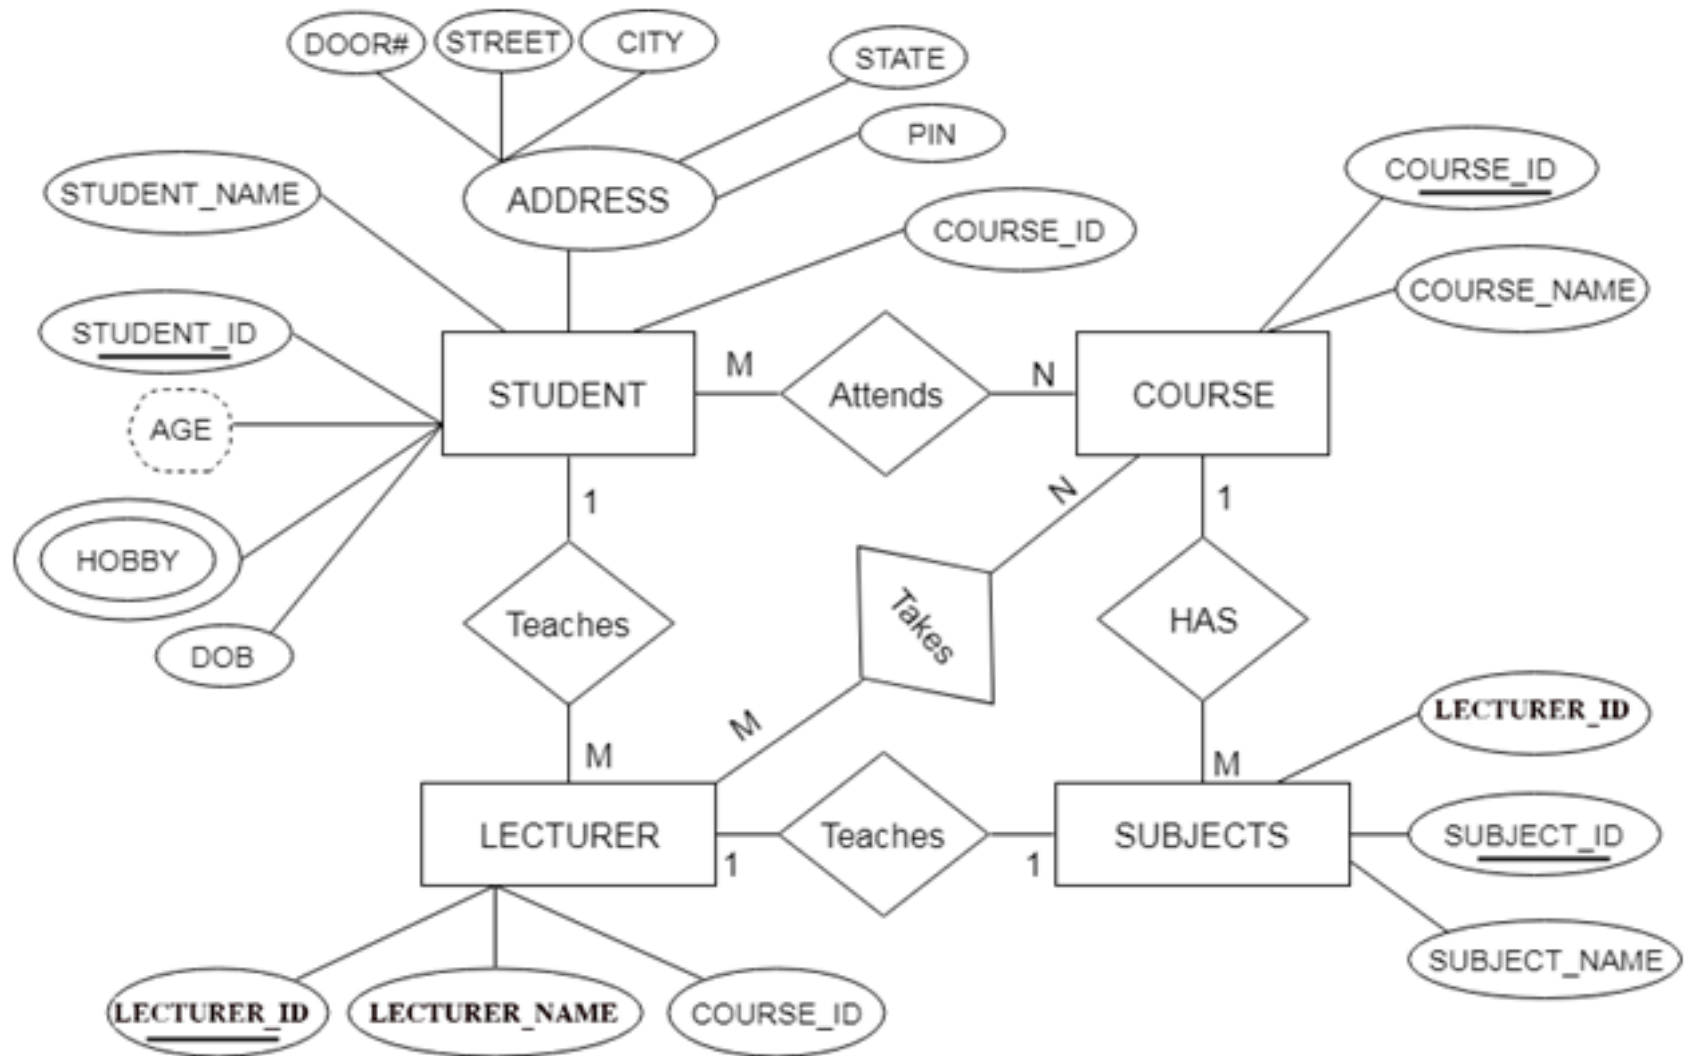 DOOR#
STREET
CITY
STATE
PIN
ADDRESS
STUDENT_NAME
COURSE_ID
COURSE_ID
COURSE_NAME
STUDENT_ID
AGE
HOBBY
DOB
STUDENT
M
Attends
N
COURSE
1
N
1
Teaches
Takes
HAS
M
M
M
LECTURER_ID
LECTURER
1
Teaches
1
SUBJECTS
SUBJECT_ID
SUBJECT_NAME
LECTURER_ID
LECTURER_NAME
COURSE_ID